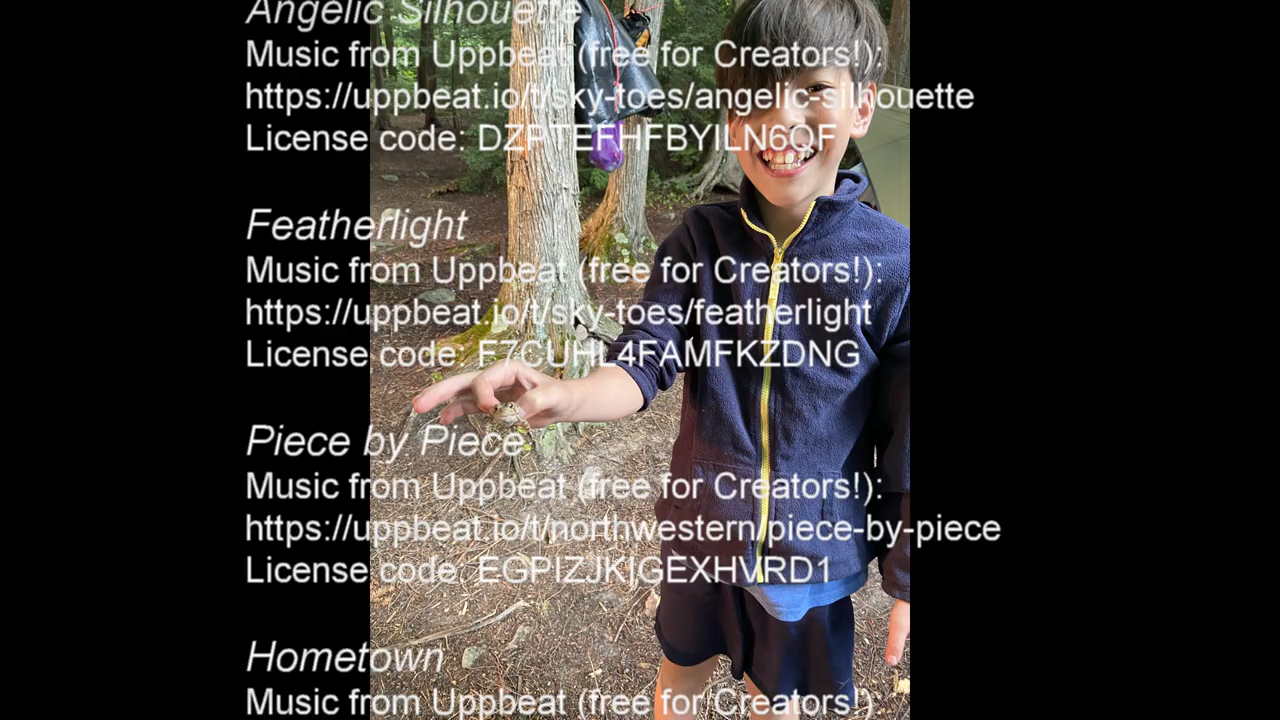 Angelic Silhouette
Music from Uppbeat (free for Creators!):
https://uppbeat.io/t/sky-toes/angelic-silhouette
License code: DZPTEFHFBYILN6QF
Featherlight
Music from Uppbeat (free for Creators!):
https://uppbeat.io/t/sky-toes/featherlight
License code: F7CUHL4FAMFKZDNG
Piece by Piece
Music from Uppbeat (free for Creators!):
https://uppbeat.io/t/northwestern/piece-by-piece
License code: EGPIZJKJGEXHVRD1
Hometown
Music from Uppbeat (free for Creators!)